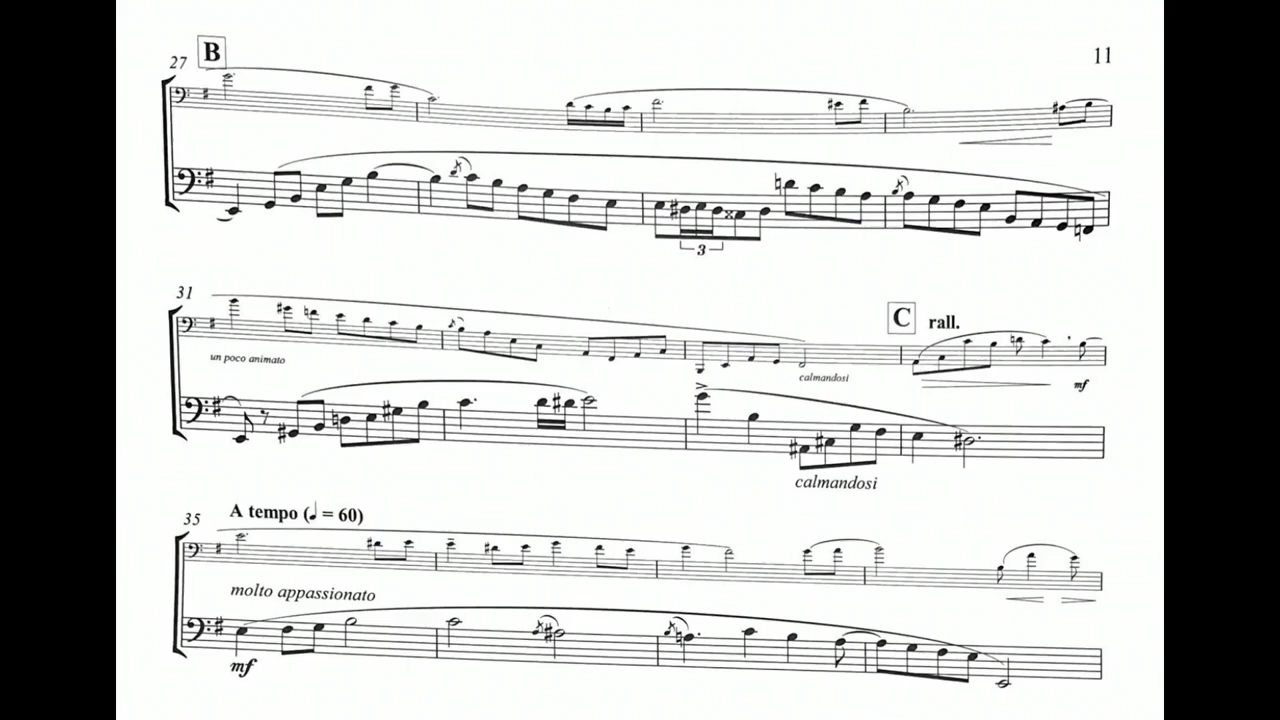 B
27
11
3
31
C
rall.
un poco animato
calmandosi
mf
calmandosi
35
A tempo (♩ = 60)
molto appassionato
mf